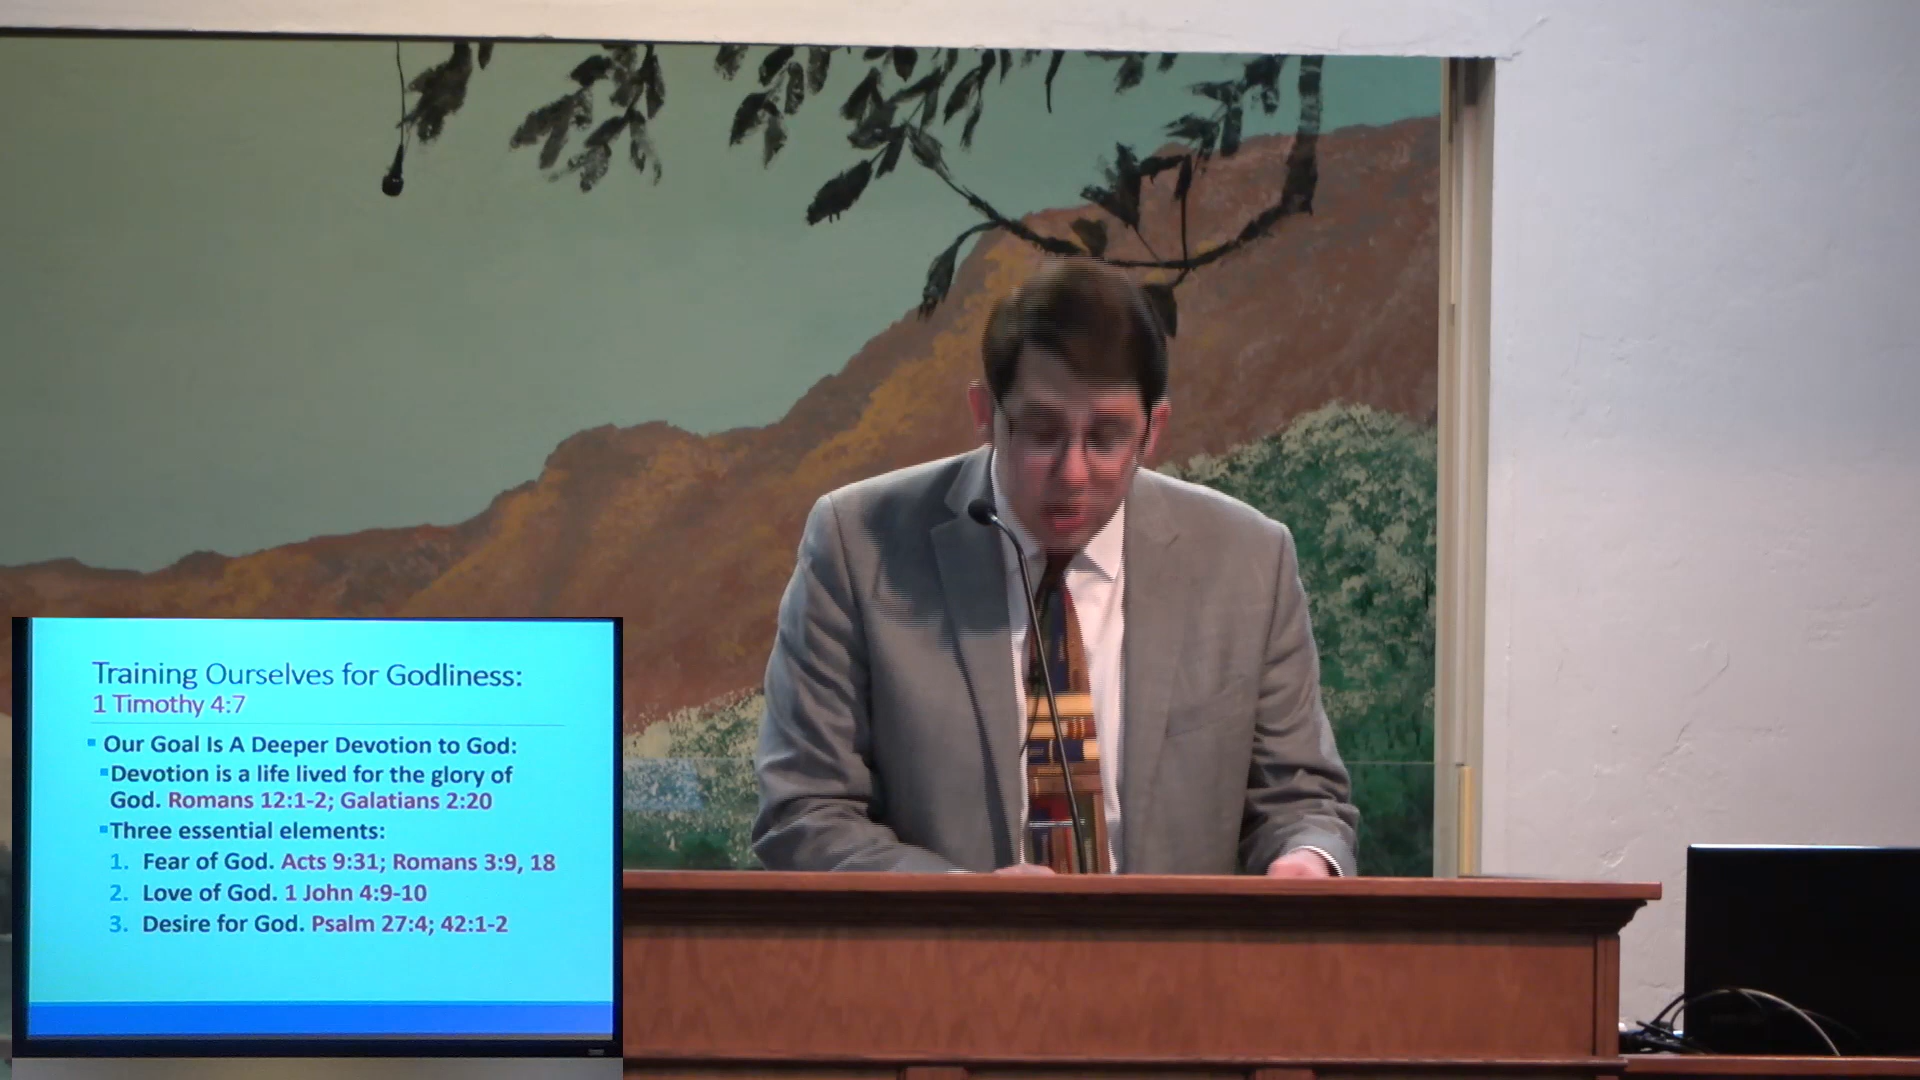 Training Ourselves for Godliness:
1 Timothy 4:7
Our Goal Is A Deeper Devotion to God:
Devotion is a life lived for the glory of
God. Romans 12:1-2; Galatians 2:20
Three essential elements:
1. Fear of God. Acts 9:31; Romans 3:9, 18
2. Love of God. 1 John 4:9-10
3. Desire for God. Psalm 27:4; 42:1-2